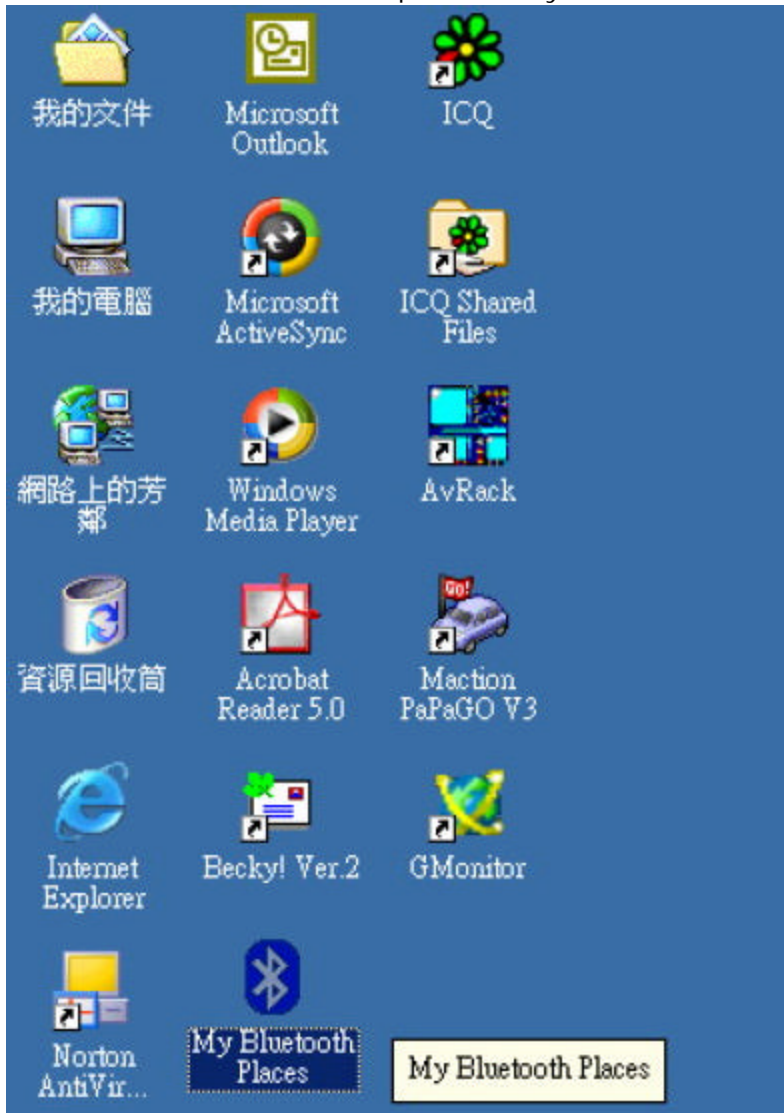 我的文件
Microsoft
Outlook
ICQ
我的電腦
Microsoft
ActiveSync
ICQ Shared
Files
網路上的芳
鄰
Windows
Media Player
AvRack
資源回收筒
Acrobat
Reader 5.0
Go!
Maction
PaPaGO V3
Internet
Explorer
Becky! Ver.2
GMonitor
Norton
AntiVir...
My Bluetooth
Places
My Bluetooth Places